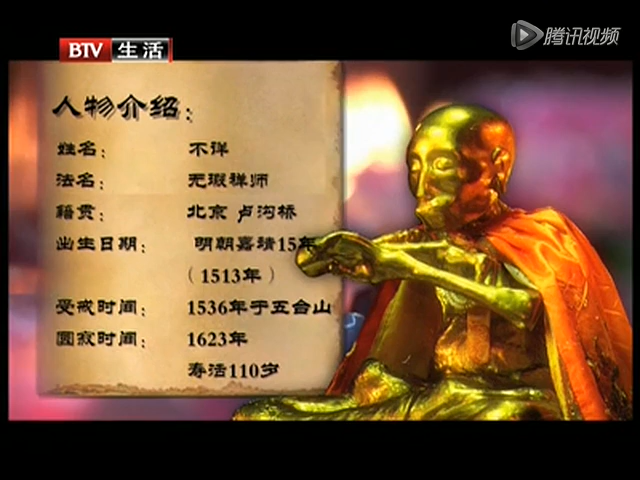 BTV 生活
腾讯视频
人物介绍：
姓名： 不详
法名： 无瑕禅师
籍贯： 北京 卢沟桥
出生日期： 明朝嘉靖15年
（1513年）
受戒时间： 1536年于五台山
圆寂时间： 1623年
寿活110岁